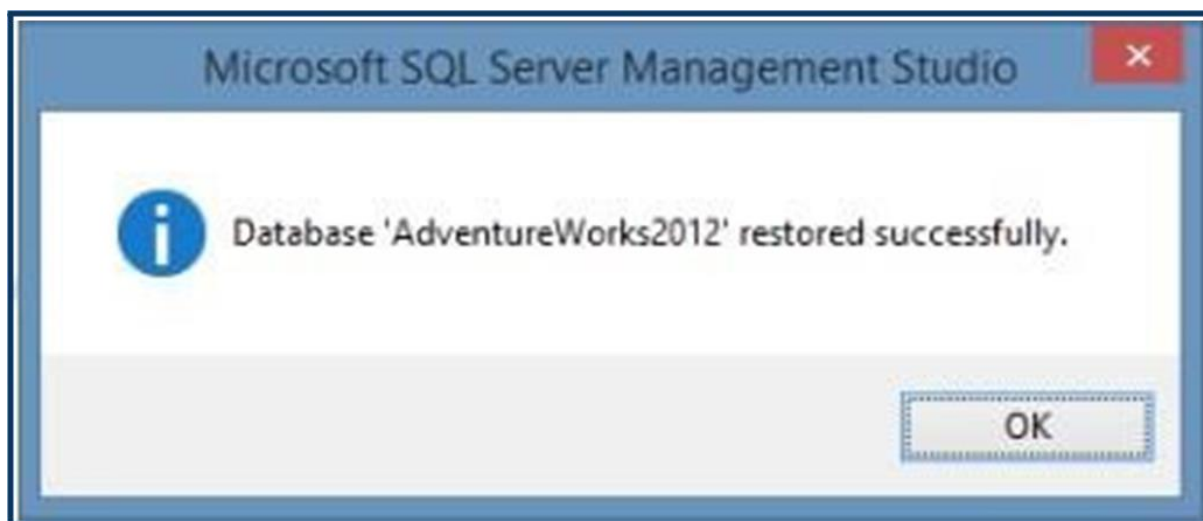 Microsoft SQL Server Management Studio
Database 'AdventureWorks2012' restored successfully.
OK